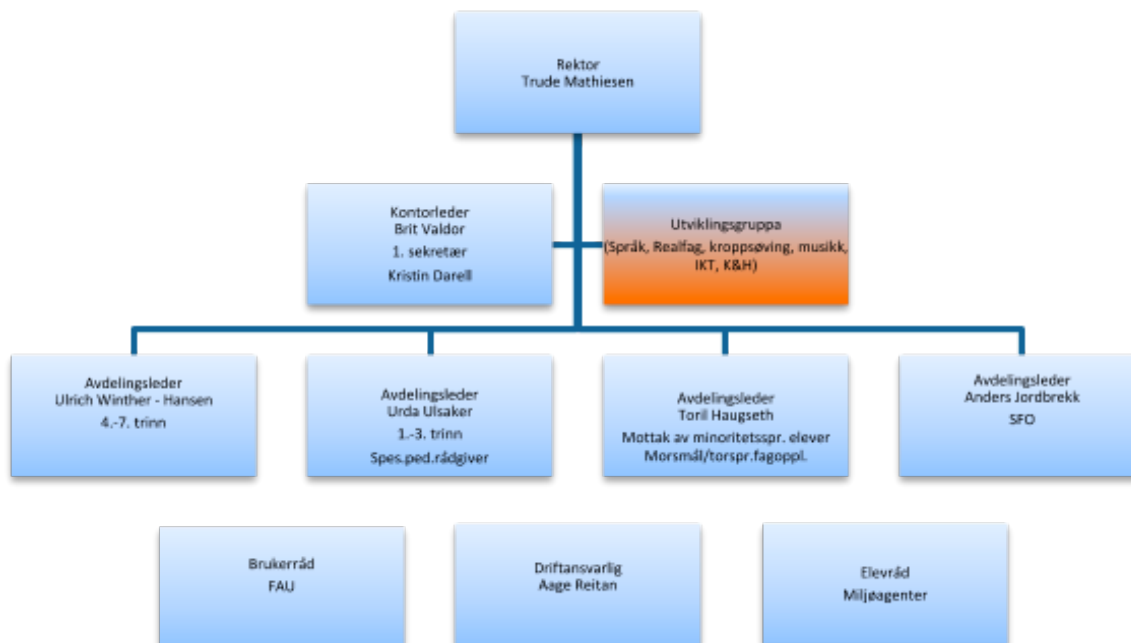 Rektor
Trude Mathiesen
Kontorleder
Brit Valdor
1. sekretær
Kristin Darell
Utviklingsgruppa
(Språk, Realfag, kroppsøving, musikk,
IKT, K&H)
Avdelingsleder
Ulrich Winther - Hansen
4.-7. trinn
Avdelingsleder
Urda Ulsaker
1.-3. trinn
Spes.ped.rådgiver
Avdelingsleder
Toril Haugseth
Mottak av minoritetsspr. elever
Morsmål/torspr.fagoppl.
Avdelingsleder
Anders Jordbrekk
SFO
Brukerråd
FAU
Driftansvarlig
Aage Reitan
Elevråd
Miljøagenter